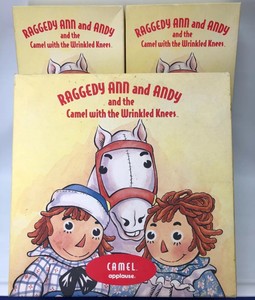 RAGGEDY ANN and ANDY
and the
Camel with the Wrinkled Knees
RAGGEDY ANN and ANDY
and the
Camel with the Wrinkled Knees
RAGGEDY ANN and ANDY
and the
Camel with the Wrinkled Knees
CAMEL
applause